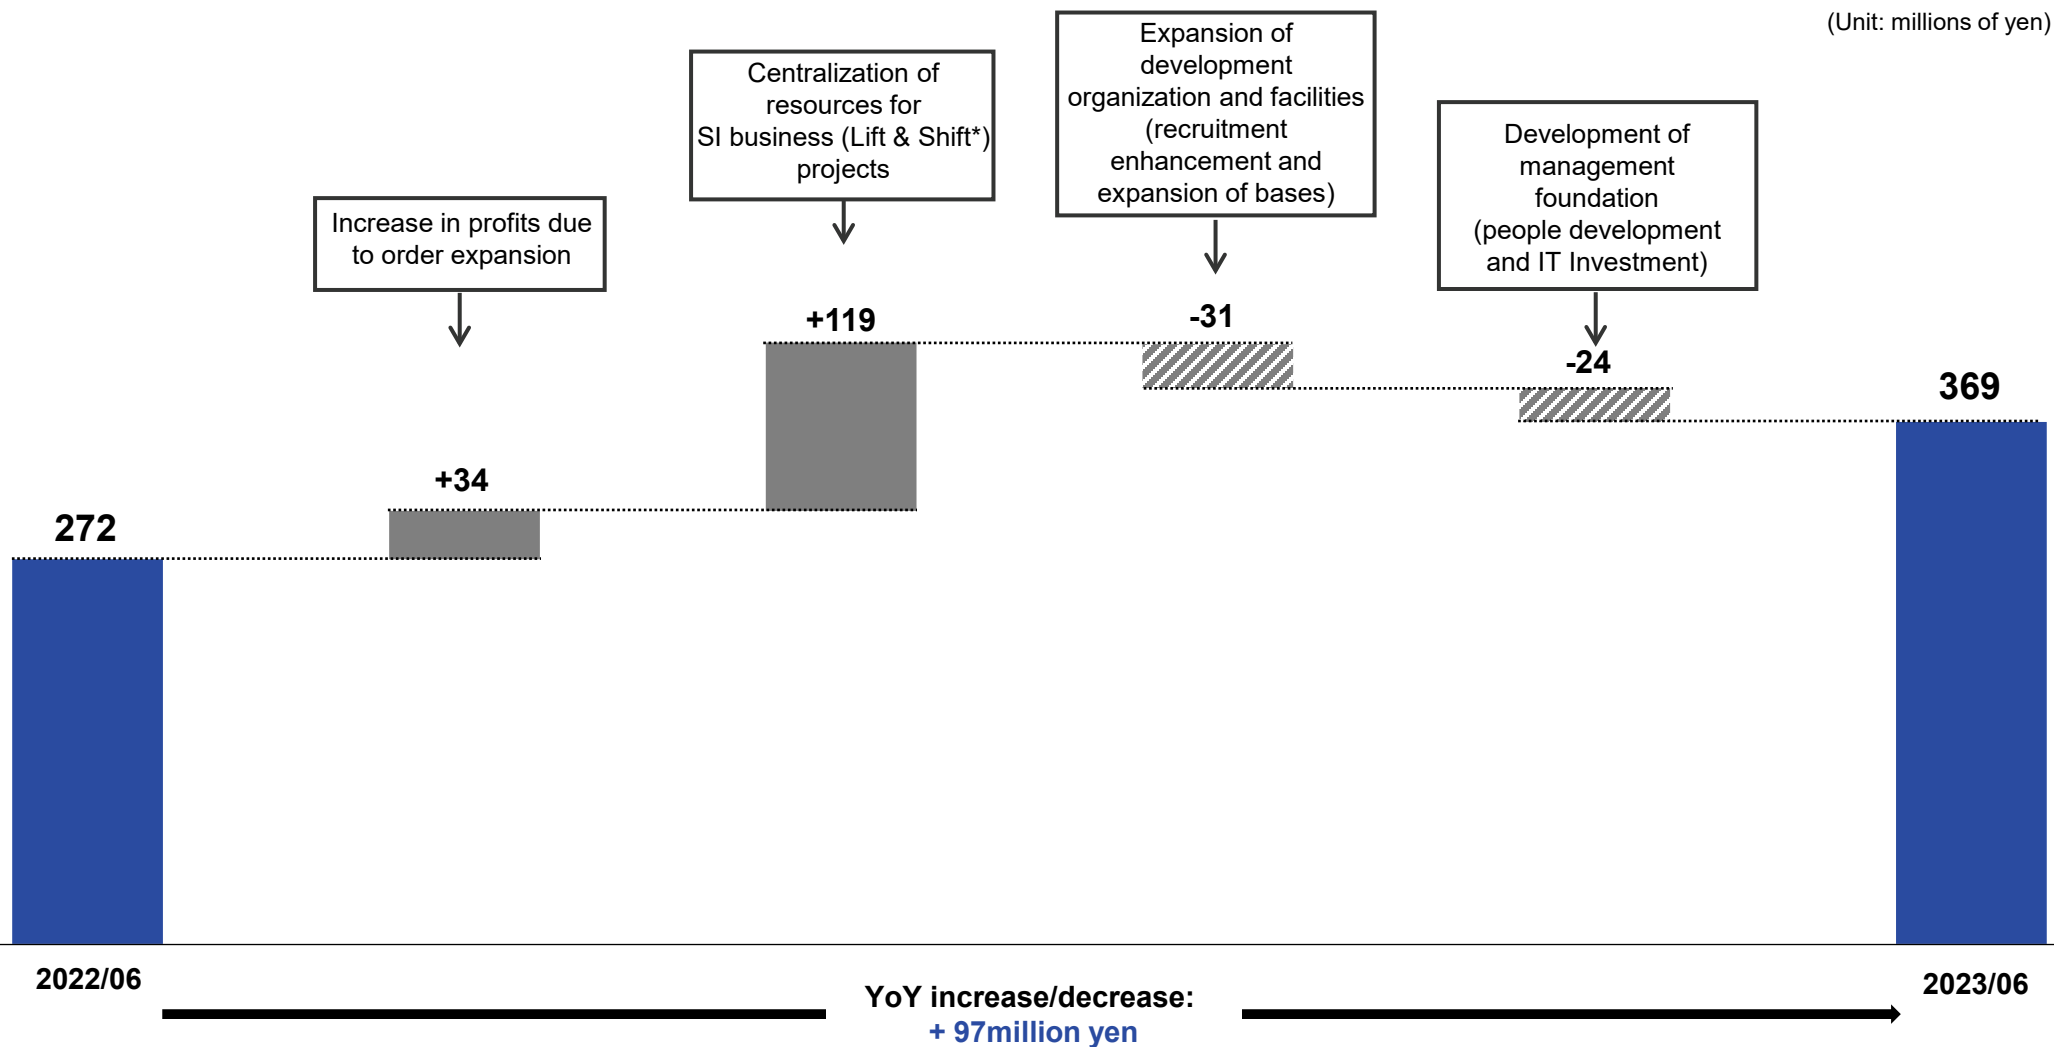 (Unit: millions of yen)
Increase in profits due
to order expansion
Centralization of
resources for
SI business (Lift & Shift*)
projects
Expansion of
development
organization and facilities
(recruitment
enhancement and
expansion of bases)
Development of
management
foundation
(people development
and IT Investment)
272
+34
+119
-31
-24
369
2022/06
YoY increase/decrease:
+ 97million yen
2023/06